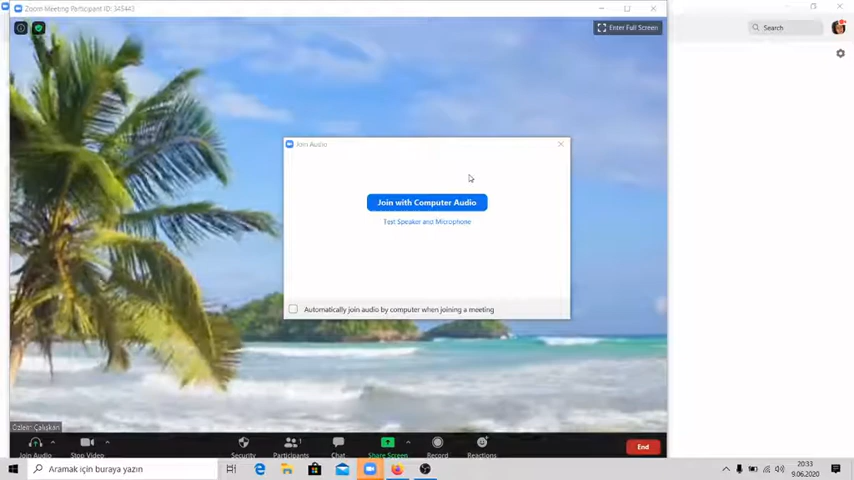 Zoom Meeting Participant ID: 345443
Enter Full Screen
Search
Join Audio
Join with Computer Audio
Test Speaker and Microphone
Automatically join audio by computer when joining a meeting
Özlem Çalışkan
Join Audio
Stop Video
Security
Participants
1
Chat
Share Screen
Record
Reactions
End
Aramak için buraya yazın
20:33
9.06.2020